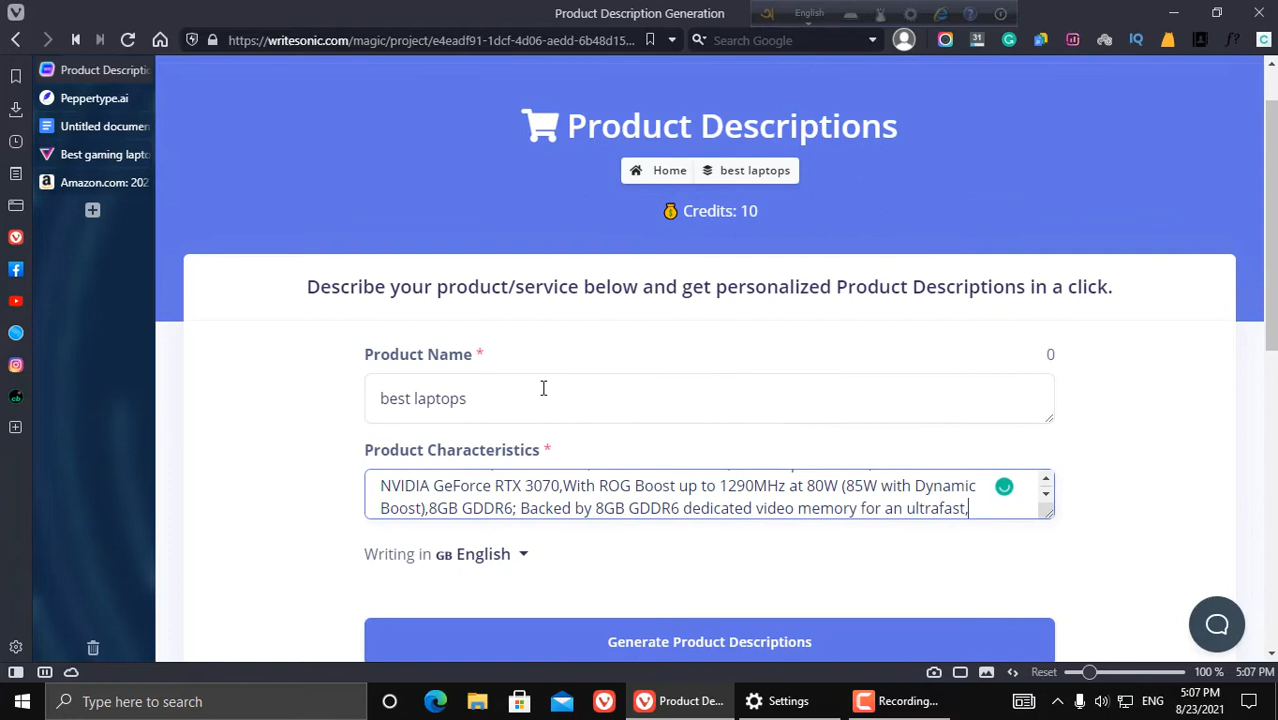 Product Description Generation
English
https://writesonic.com/magic/project/e4eadf91-1dcf-4d06-aedd-6b48d15...
Search Google
31
IQ
f?
C
Product Descriptio
Peppertype.ai
Untitled documen
Best gaming lapto
Amazon.com: 202
Product Descriptions
Home best laptops
Credits: 10
Describe your product/service below and get personalized Product Descriptions in a click.
Product Name * 0
best laptops
Product Characteristics *
NVIDIA GeForce RTX 3070,With ROG Boost up to 1290MHz at 80W (85W with Dynamic
Boost),8GB GDDR6; Backed by 8GB GDDR6 dedicated video memory for an ultrafast,
Writing in GB English
Generate Product Descriptions
Reset 100 % 5:07 PM
Type here to search
Product De...
Settings
Recording...
ENG
5:07 PM
8/23/2021